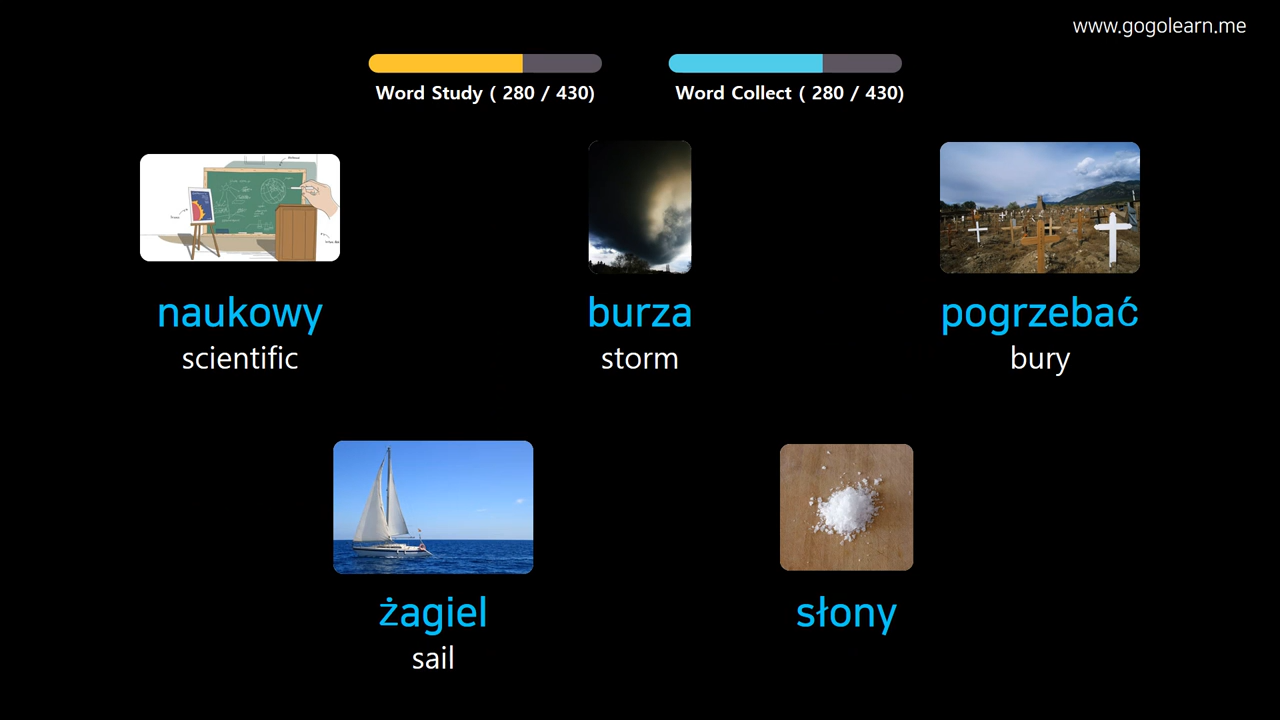 www.gogolearn.me
Word Study ( 280 / 430)
Word Collect ( 280 / 430)
naukowy
scientific
burza
storm
pogrzebać
bury
żagiel
sail
słony